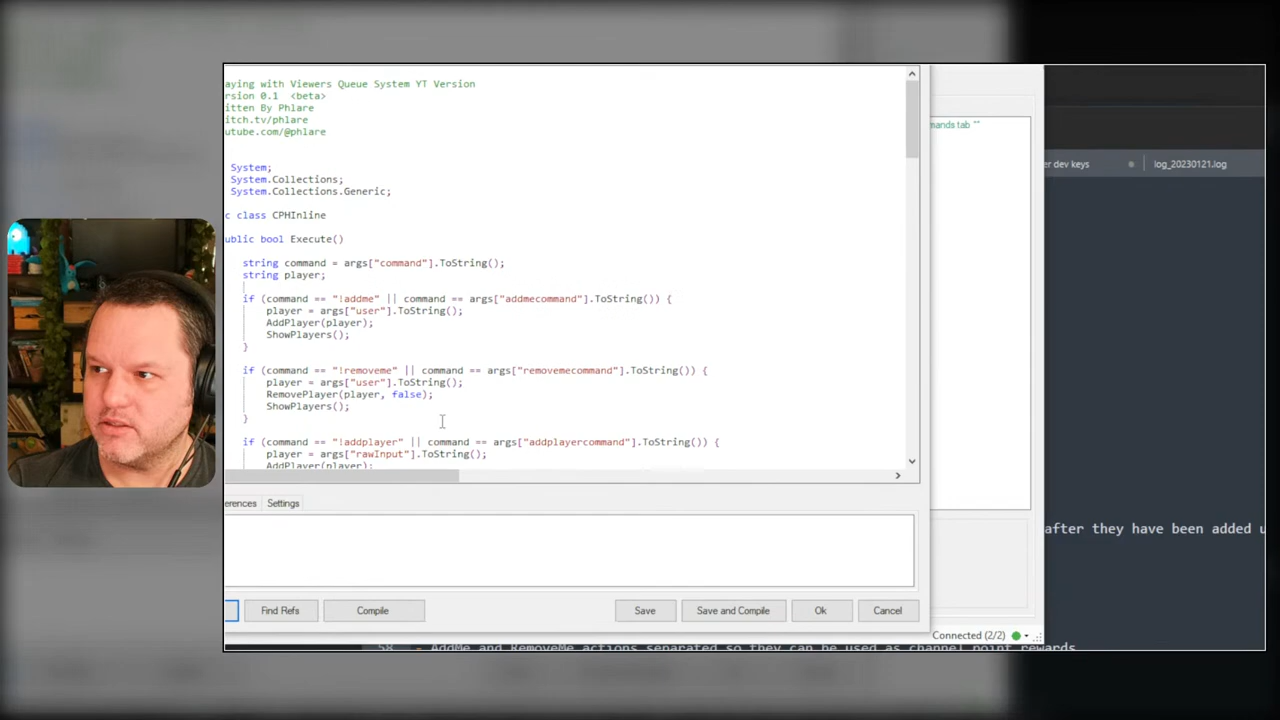 aying with Viewers Queue System YT Version
rsion 0.1 <beta>
itten By Phlare
itch.tv/phlare
utube.com/@phlare
System;
System.Collections;
System.Collections.Generic;
c class CPHInline
ublic bool Execute()
string command = args["command"].ToString();
string player;
if (command == "!addme" || command == args["addmecommand"].ToString()) {
player = args["user"].ToString();
AddPlayer(player);
ShowPlayers();
}
if (command == "!removeme" || command == args["removemecommand"].ToString()) {
player = args["user"].ToString();
RemovePlayer(player, false);
ShowPlayers();
}
if (command == "!addplayer" || command == args["addplayercommand"].ToString()) {
player = args["rawInput"].ToString();
AddPlayer(player);
erences Settings
Find Refs Compile Save Save and Compile Ok Cancel
mands tab ""
er dev keys log_20230121.log
after they have been added u
Connected (2/2)
58 - AddMe and RemoveMe actions separated so they can be used as channel point rewards